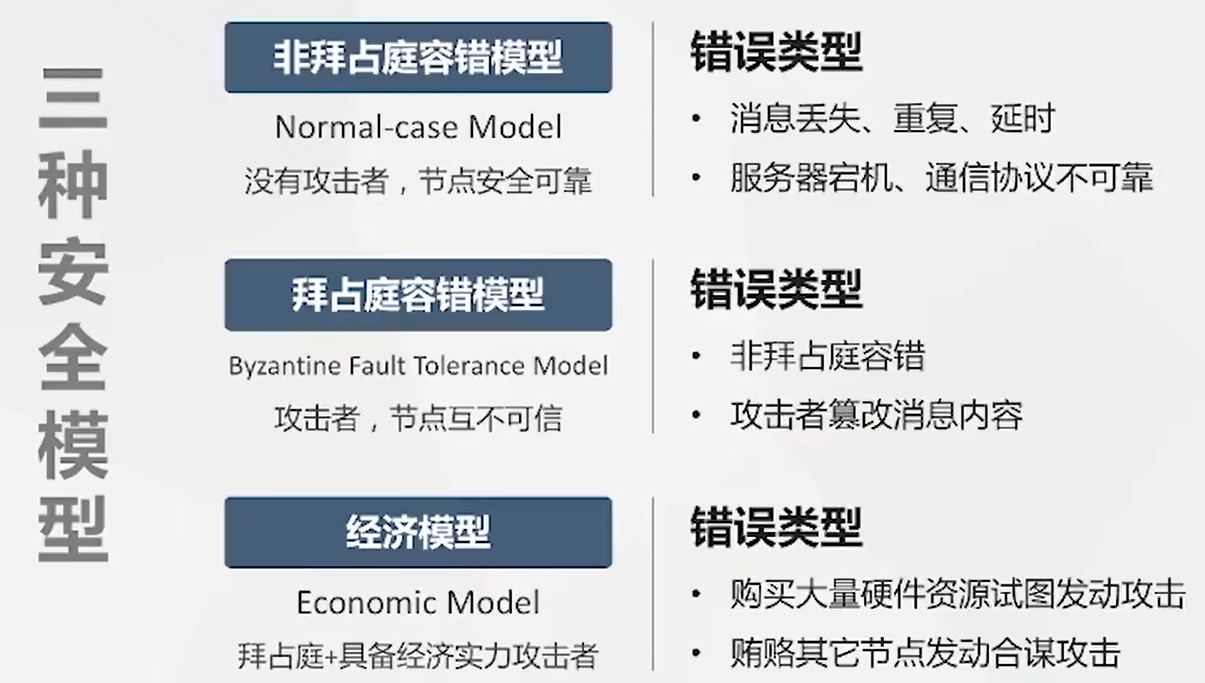 三种安全模型
非拜占庭容错模型
Normal-case Model
没有攻击者，节点安全可靠
错误类型
• 消息丢失、重复、延时
• 服务器宕机、通信协议不可靠
拜占庭容错模型
Byzantine Fault Tolerance Model
攻击者，节点互不可信
错误类型
• 非拜占庭容错
• 攻击者篡改消息内容
经济模型
Economic Model
拜占庭+具备经济实力攻击者
错误类型
• 购买大量硬件资源试图发动攻击
• 贿赂其它节点发动合谋攻击